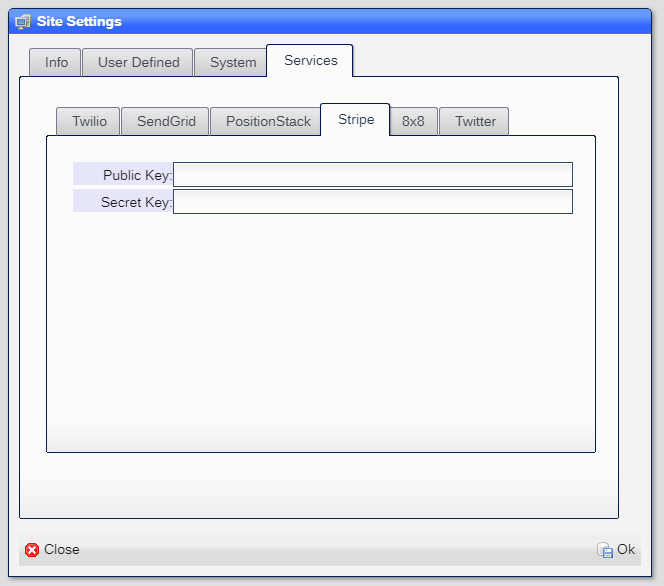 Site Settings
Info User Defined System Services
Twilio SendGrid PositionStack Stripe 8x8 Twitter
Public Key:
Secret Key:
Close Ok